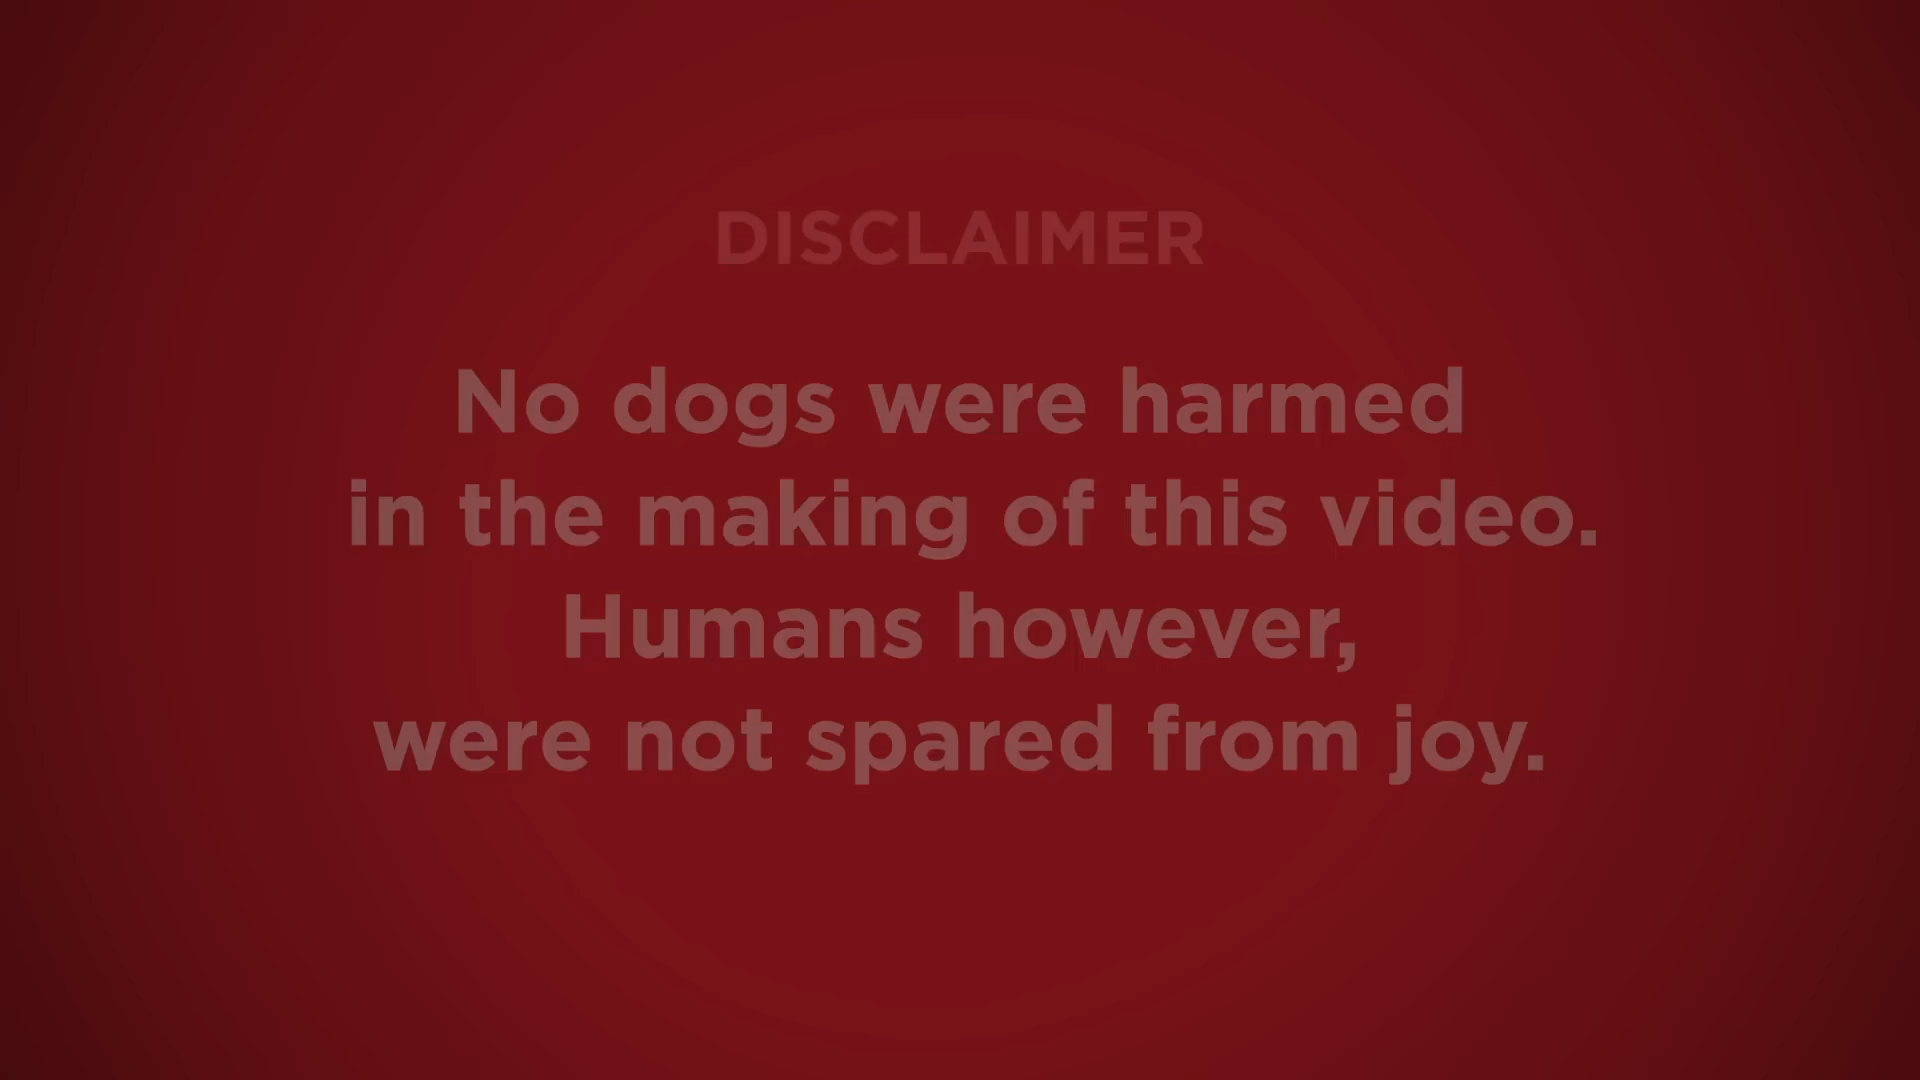 DISCLAIMER
No dogs were harmed
in the making of this video.
Humans however,
were not spared from joy.